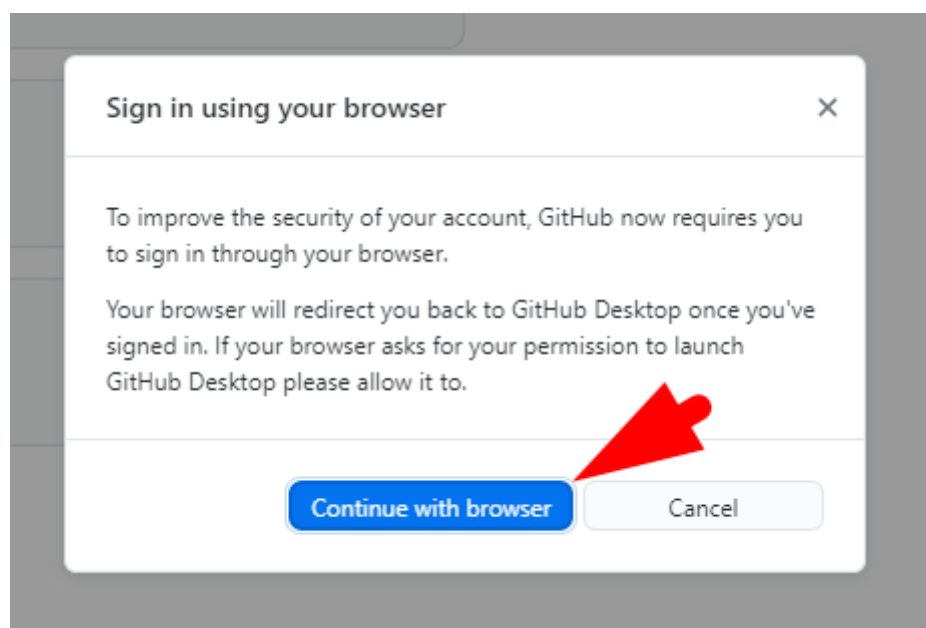 Sign in using your browser
To improve the security of your account, GitHub now requires you
to sign in through your browser.
Your browser will redirect you back to GitHub Desktop once you've
signed in. If your browser asks for your permission to launch
GitHub Desktop please allow it to.
Continue with browser
Cancel